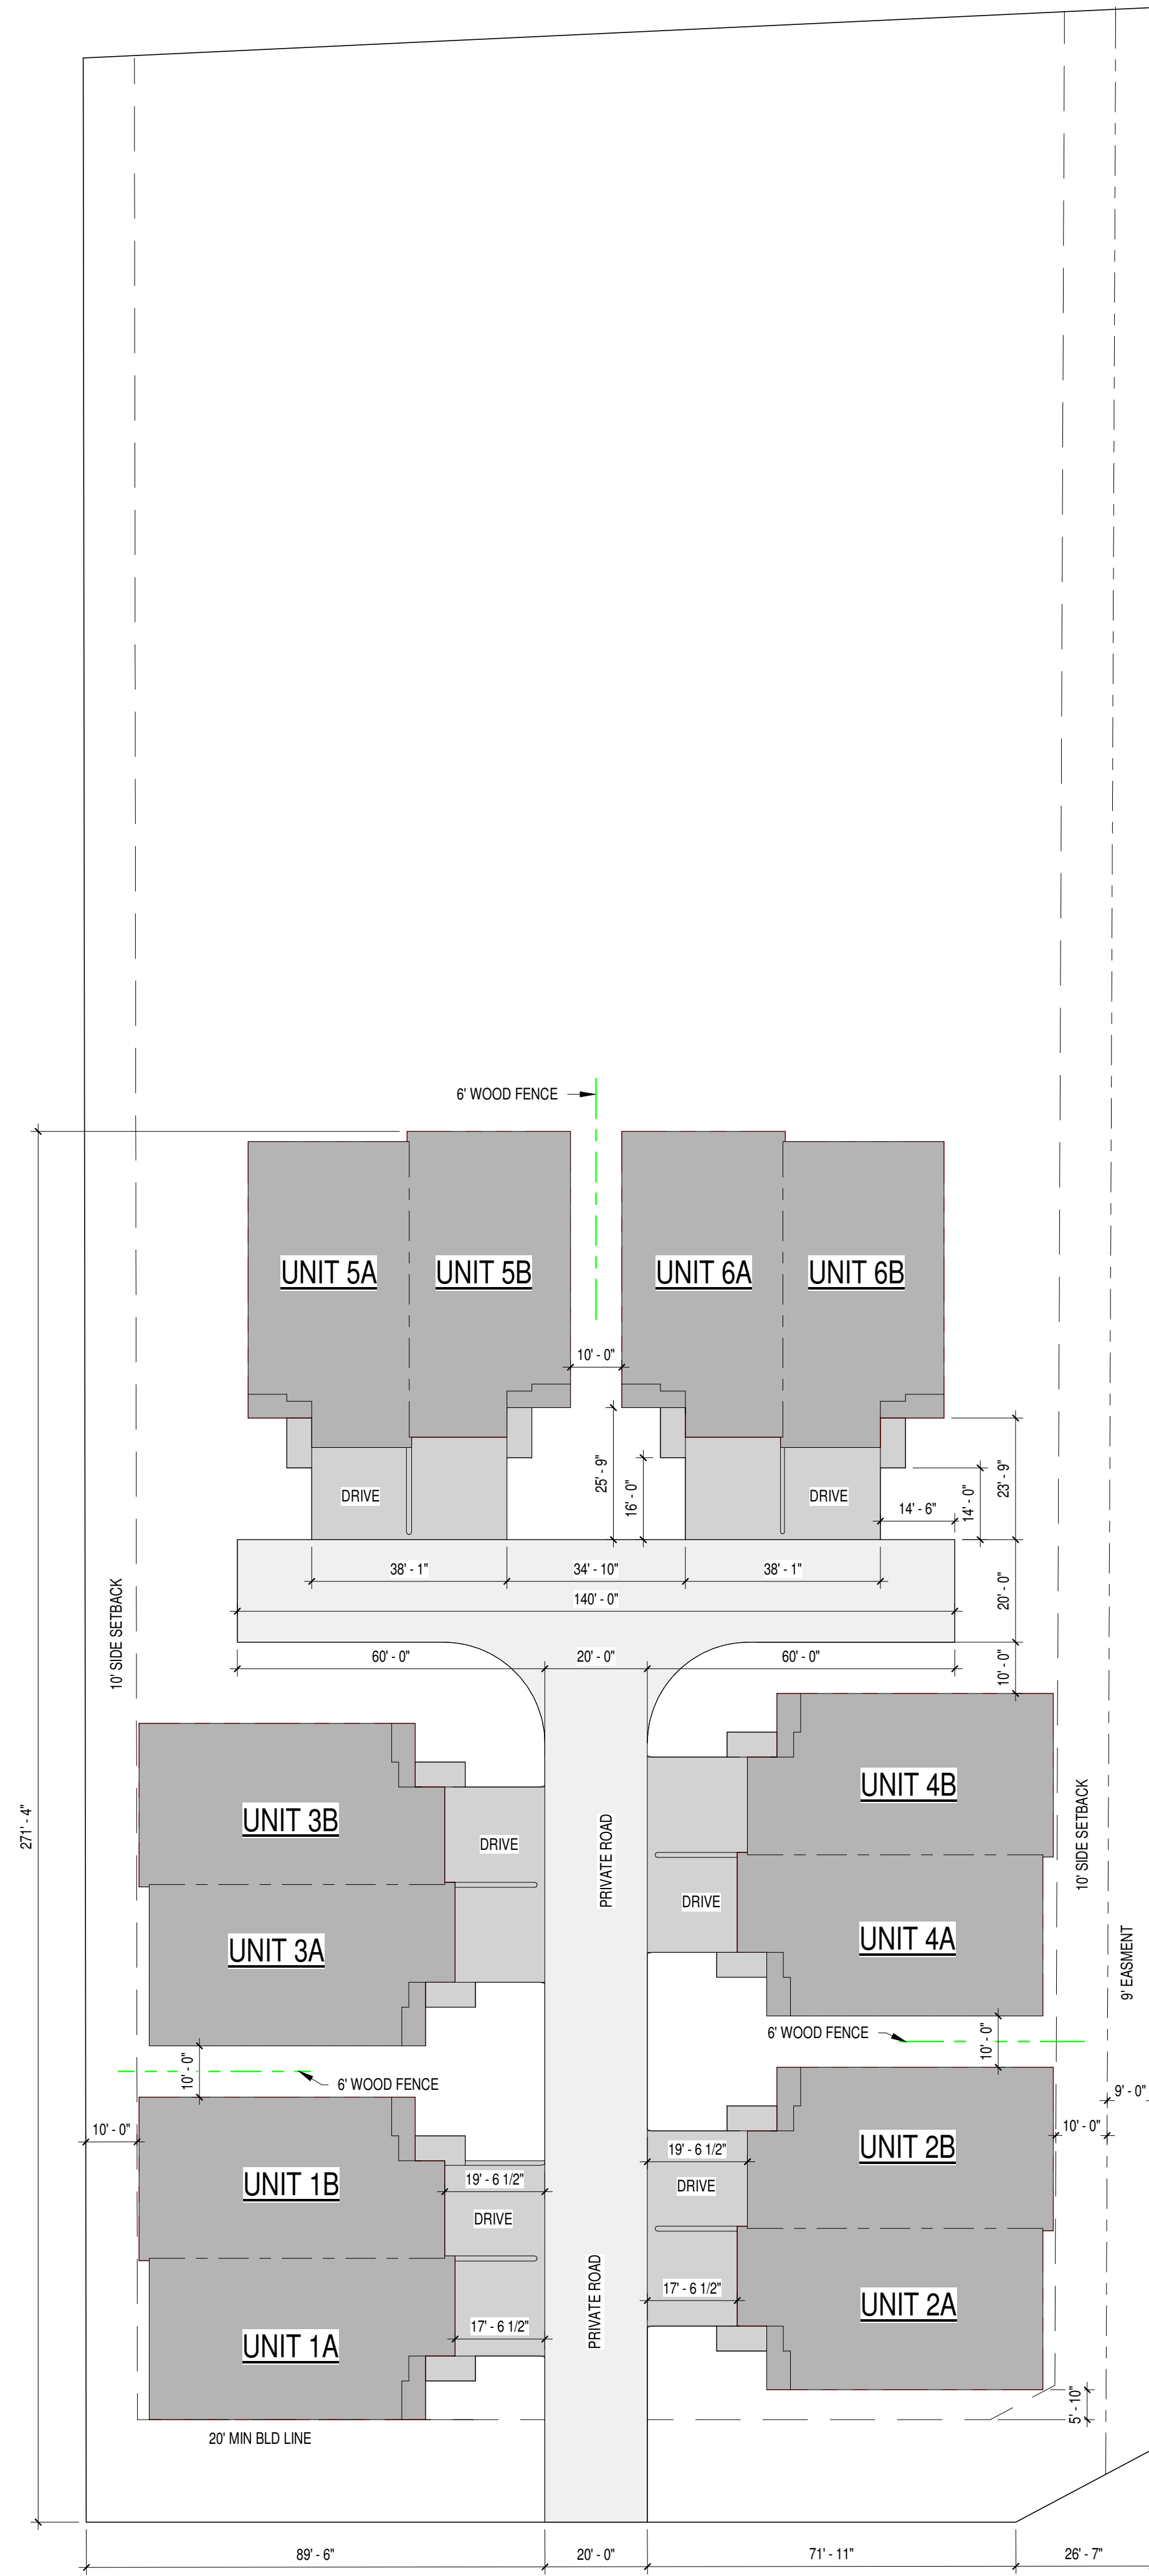 6' WOOD FENCE
UNIT 5A
UNIT 5B
UNIT 6A
UNIT 6B
10' - 0"
25' - 9"
16' - 0"
23' - 9"
14' - 0"
14' - 6"
DRIVE
DRIVE
38' - 1"
34' - 10"
38' - 1"
140' - 0"
20' - 0"
60' - 0"
20' - 0"
60' - 0"
10' - 0"
10' SIDE SETBACK
271' - 4"
UNIT 3B
DRIVE
UNIT 3A
PRIVATE ROAD
UNIT 4B
DRIVE
UNIT 4A
10' SIDE SETBACK
9' EASMENT
6' WOOD FENCE
10' - 0"
10' - 0"
6' WOOD FENCE
9' - 0"
10' - 0"
10' - 0"
UNIT 1B
19' - 6 1/2"
DRIVE
19' - 6 1/2"
DRIVE
UNIT 2B
PRIVATE ROAD
17' - 6 1/2"
UNIT 2A
17' - 6 1/2"
UNIT 1A
5' - 10"
20' MIN BLD LINE
89' - 6"
20' - 0"
71' - 11"
26' - 7"